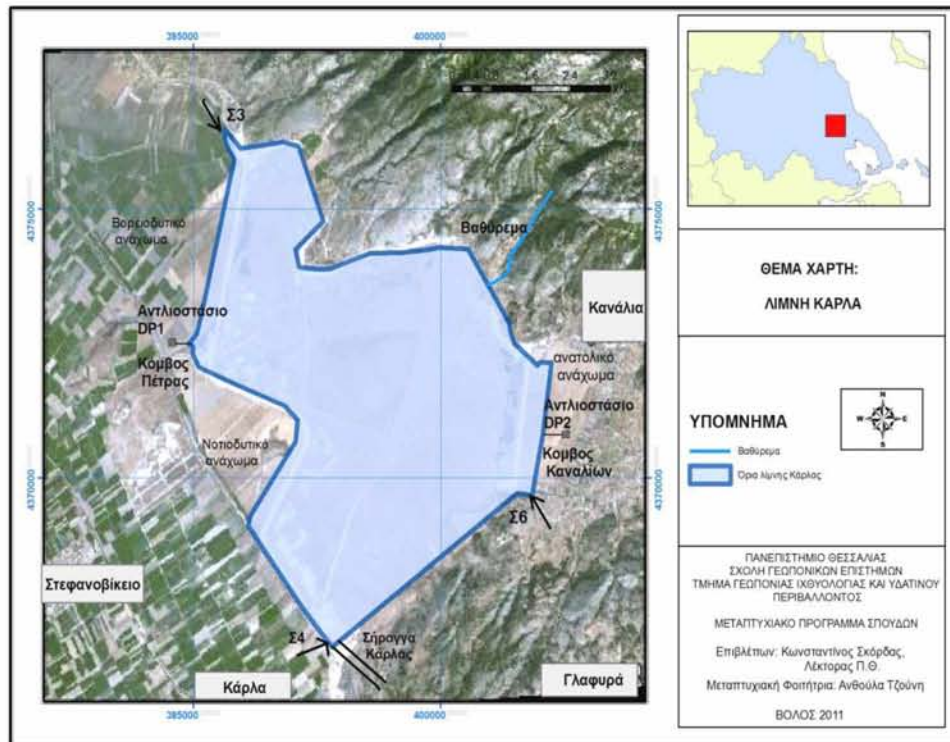 385000
400000
Σ3
4375000
4375000
Βορειοδυτικό
ανάχωμα
Βαθύρεμα
Κανάλια
Αντλιοστάσιο
DP1
Κόμβος
Πέτρας
ανατολικό
ανάχωμα
Αντλιοστάσιο
DP2
Κόμβος
Καναλίων
Νοτιοδυτικό
ανάχωμα
4370000
4370000
Σ6
Στεφανοβίκειο
Σ4
Σήραγγα
Κάρλας
Κάρλα
Γλαφυρά
385000
400000
ΘΕΜΑ ΧΑΡΤΗ:
ΛΙΜΝΗ ΚΑΡΛΑ
ΥΠΟΜΝΗΜΑ
N
W
E
S
Βαθύρεμα
Όρια λίμνης Κάρλας
ΠΑΝΕΠΙΣΤΗΜΙΟ ΘΕΣΣΑΛΙΑΣ
ΣΧΟΛΗ ΓΕΩΠΟΝΙΚΩΝ ΕΠΙΣΤΗΜΩΝ
ΤΜΗΜΑ ΓΕΩΠΟΝΙΑΣ ΙΧΘΥΟΛΟΓΙΑΣ ΚΑΙ ΥΔΑΤΙΝΟΥ
ΠΕΡΙΒΑΛΛΟΝΤΟΣ
ΜΕΤΑΠΤΥΧΙΑΚΟ ΠΡΟΓΡΑΜΜΑ ΣΠΟΥΔΩΝ
Επιβλέπων: Κωνσταντίνος Σκόρδας,
Λέκτορας Π.Θ.
Μεταπτυχιακή Φοιτήτρια: Ανθούλα Τζούνη
ΒΟΛΟΣ 2011